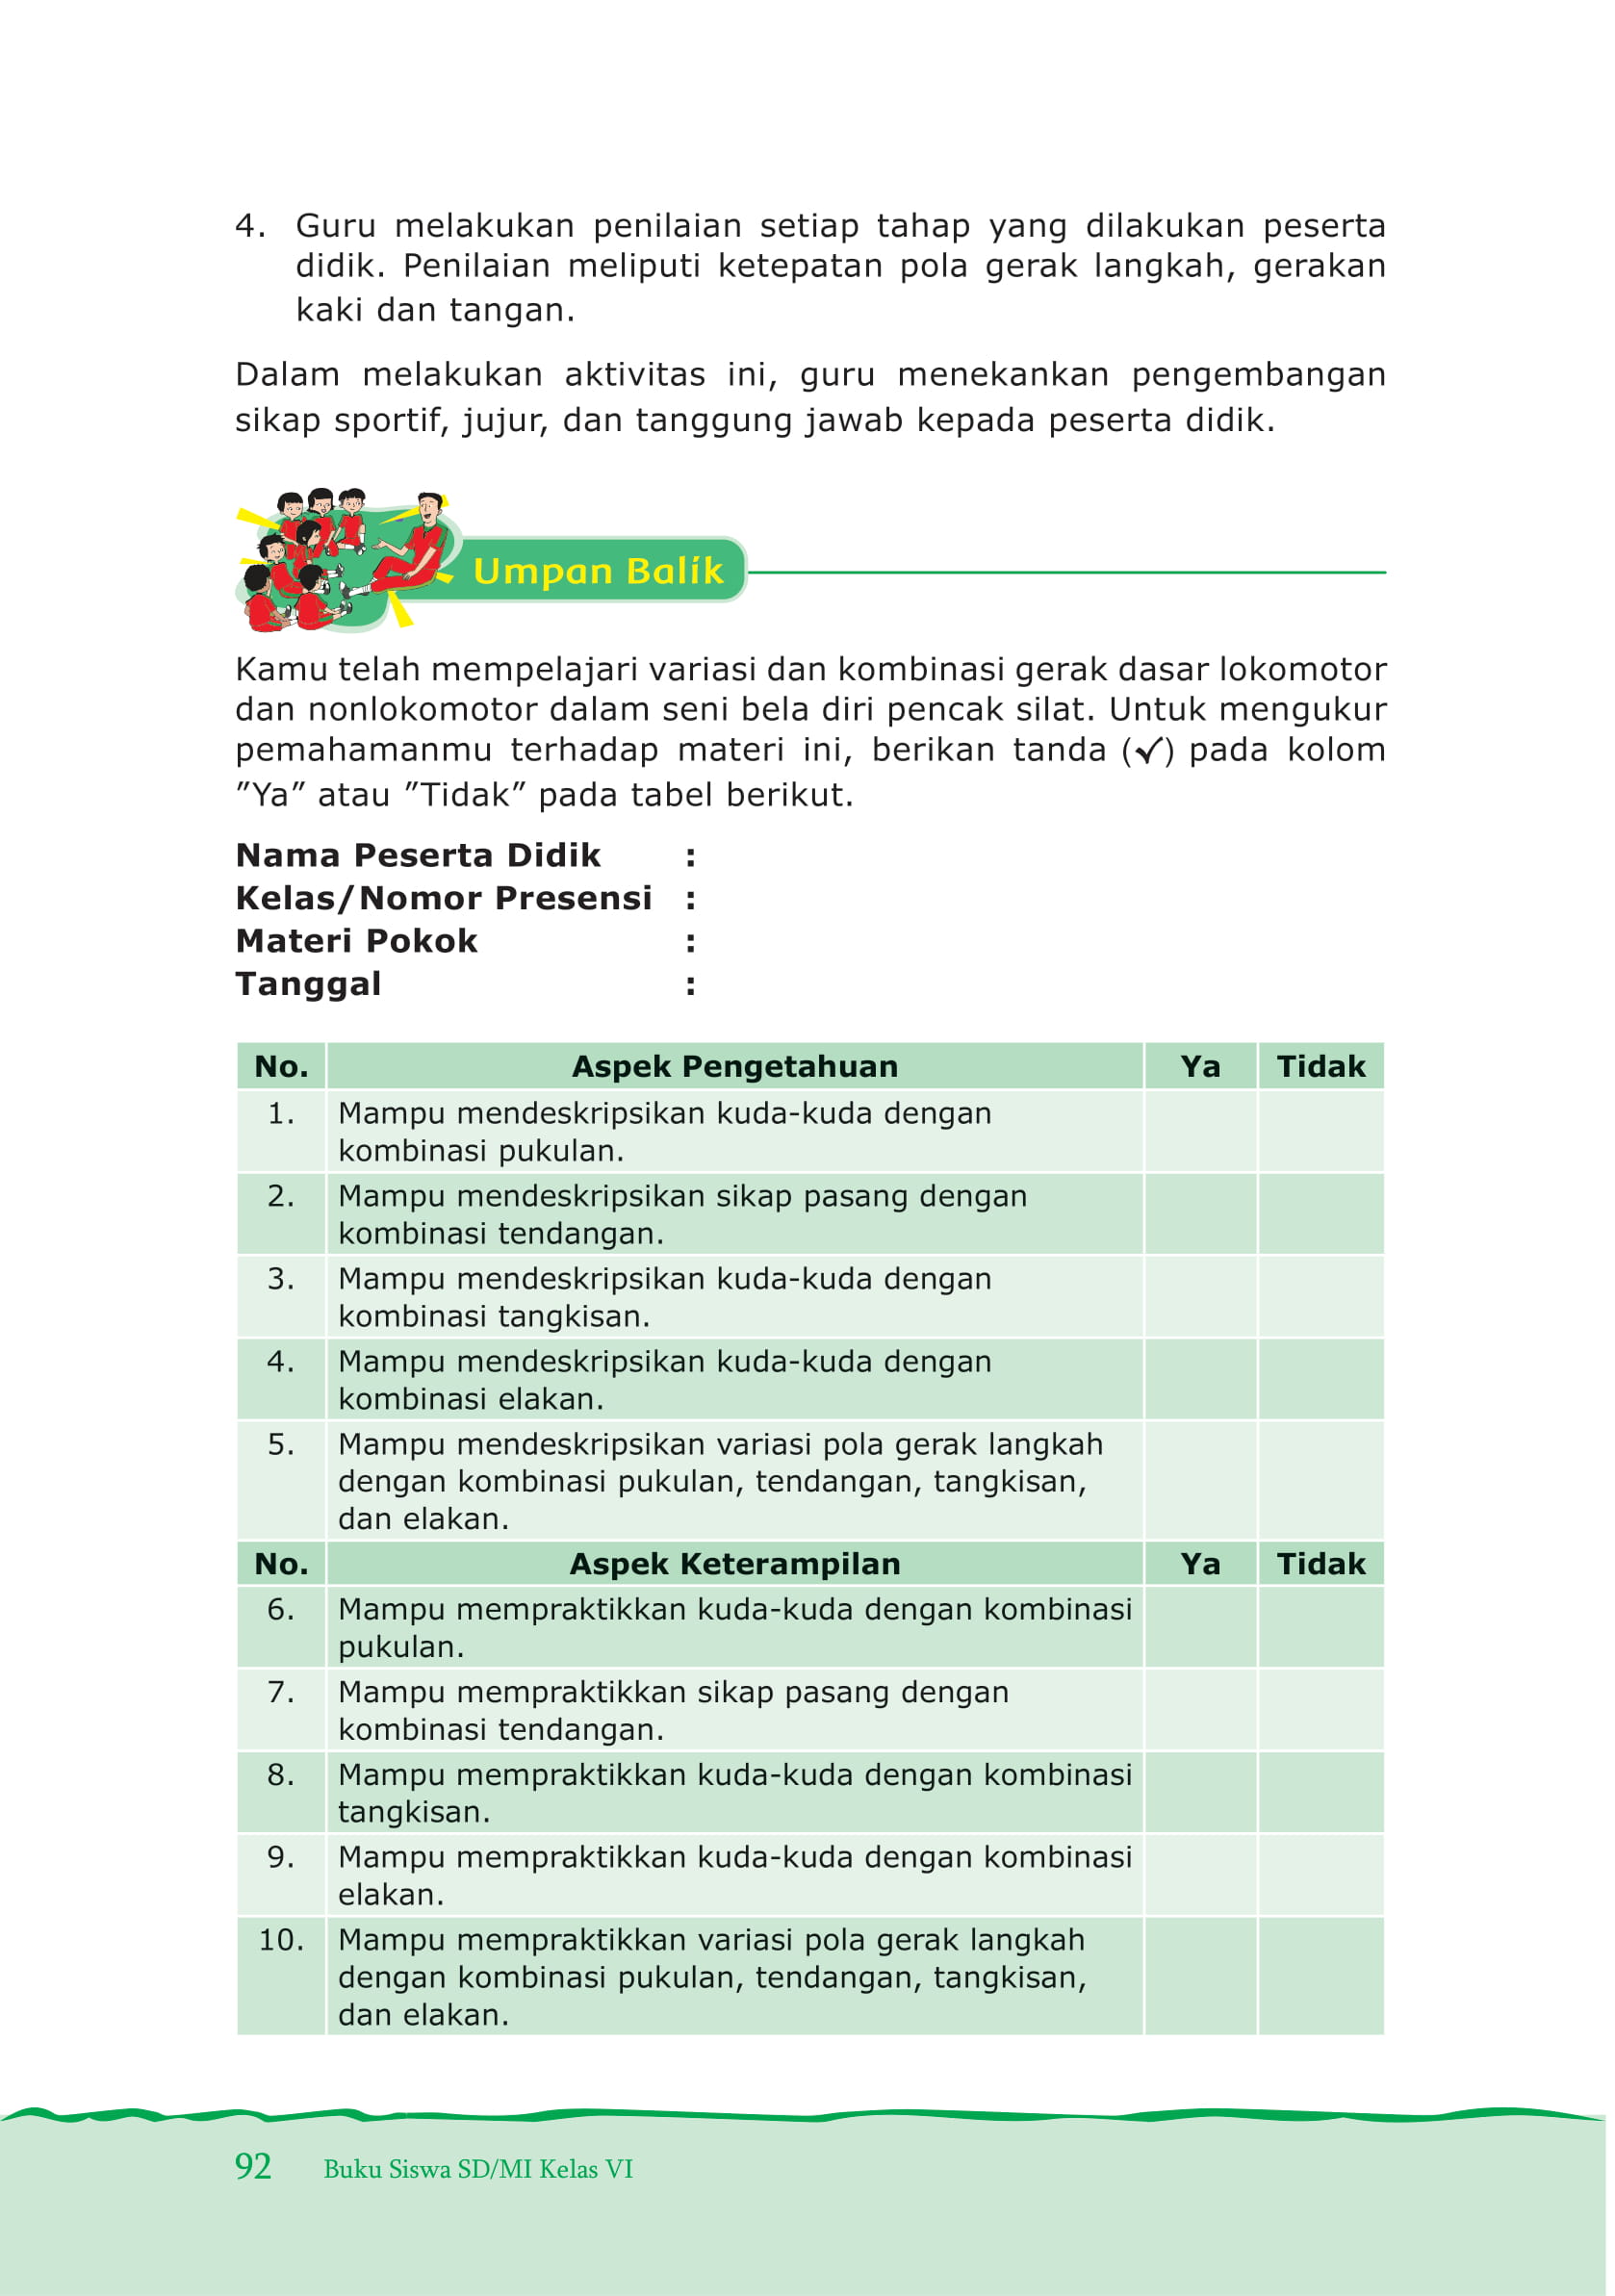 4. Guru melakukan penilaian setiap tahap yang dilakukan peserta
didik. Penilaian meliputi ketepatan pola gerak langkah, gerakan
kaki dan tangan.
Dalam melakukan aktivitas ini, guru menekankan pengembangan
sikap sportif, jujur, dan tanggung jawab kepada peserta didik.
Umpan Balik
Kamu telah mempelajari variasi dan kombinasi gerak dasar lokomotor
dan nonlokomotor dalam seni bela diri pencak silat. Untuk mengukur
pemahamanmu terhadap materi ini, berikan tanda (✓) pada kolom
”Ya” atau ”Tidak” pada tabel berikut.
Nama Peserta Didik :
Kelas/Nomor Presensi :
Materi Pokok :
Tanggal :
No. Aspek Pengetahuan Ya Tidak
1. Mampu mendeskripsikan kuda-kuda dengan
kombinasi pukulan.
2. Mampu mendeskripsikan sikap pasang dengan
kombinasi tendangan.
3. Mampu mendeskripsikan kuda-kuda dengan
kombinasi tangkisan.
4. Mampu mendeskripsikan kuda-kuda dengan
kombinasi elakan.
5. Mampu mendeskripsikan variasi pola gerak langkah
dengan kombinasi pukulan, tendangan, tangkisan,
dan elakan.
No. Aspek Keterampilan Ya Tidak
6. Mampu mempraktikkan kuda-kuda dengan kombinasi
pukulan.
7. Mampu mempraktikkan sikap pasang dengan
kombinasi tendangan.
8. Mampu mempraktikkan kuda-kuda dengan kombinasi
tangkisan.
9. Mampu mempraktikkan kuda-kuda dengan kombinasi
elakan.
10. Mampu mempraktikkan variasi pola gerak langkah
dengan kombinasi pukulan, tendangan, tangkisan,
dan elakan.
92 Buku Siswa SD/MI Kelas VI